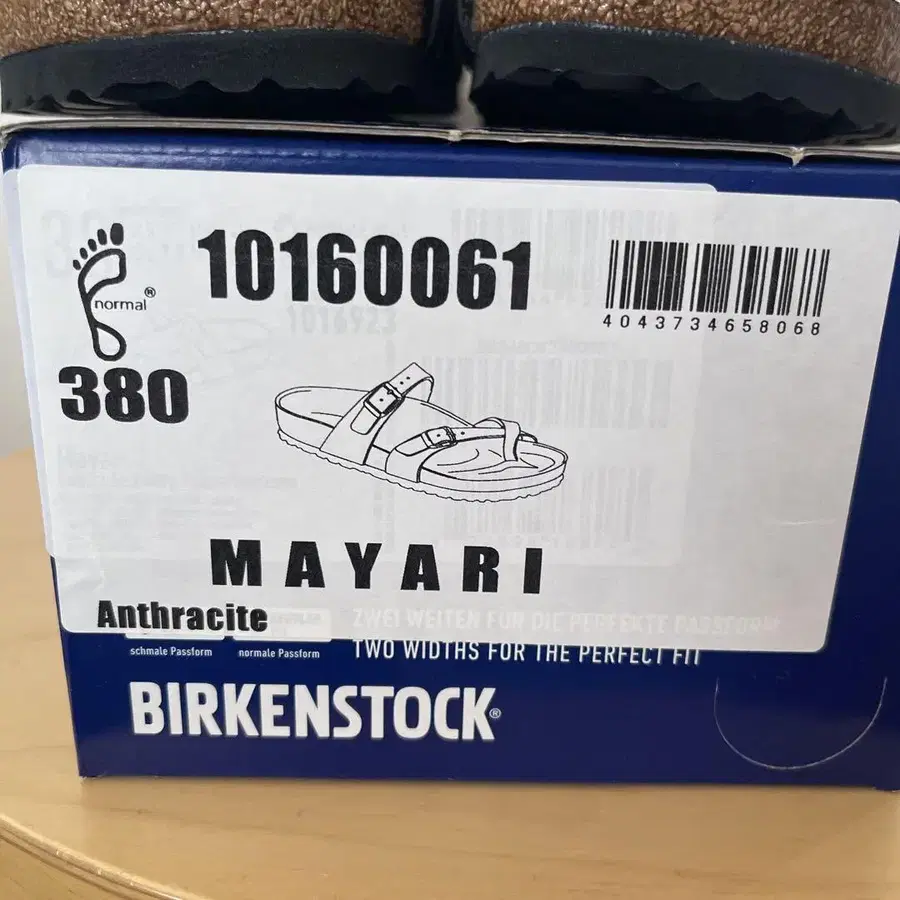 10160061
normal®
4043734658068
1016923
380
MAYARI
Anthracite
ZWEI WEITEN FÜR DIE PERFEKTE PASSFORM
schmale Passform
normale Passform
TWO WIDTHS FOR THE PERFECT FIT
BIRKENSTOCK®